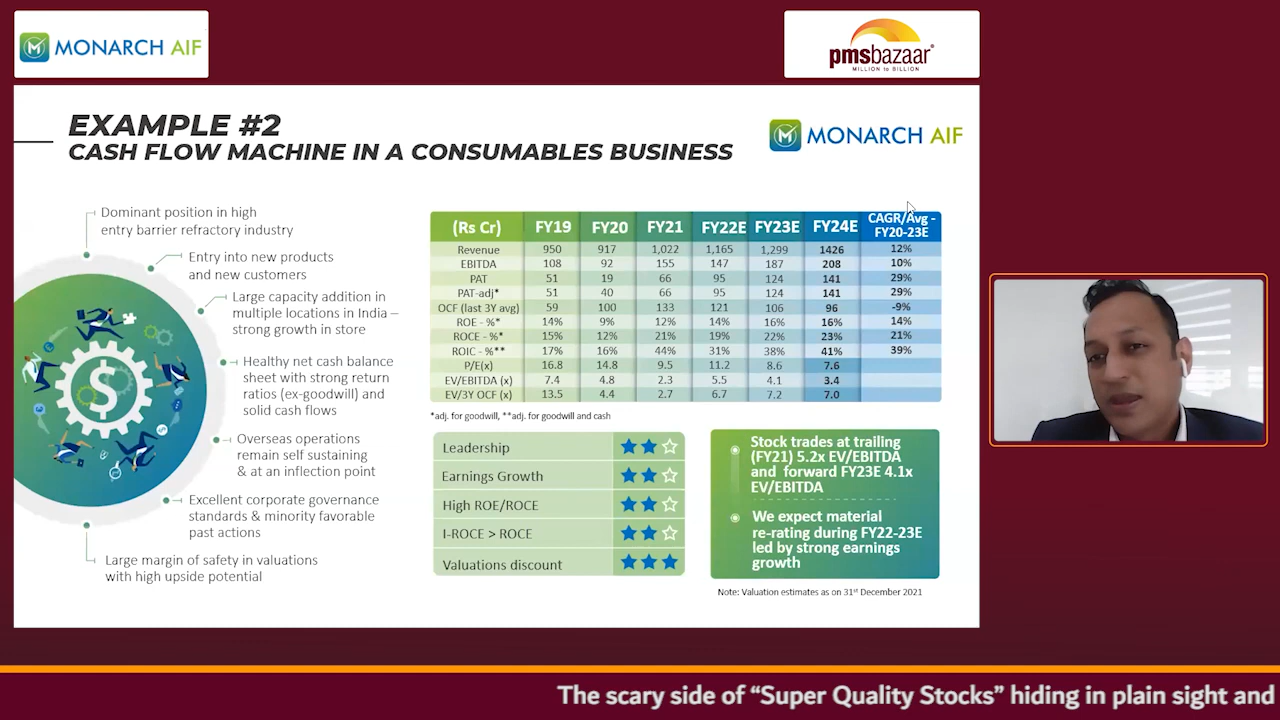 MONARCH AIF
pmsbazaar
MILLION to BILLION
EXAMPLE #2
CASH FLOW MACHINE IN A CONSUMABLES BUSINESS
MONARCH AIF
Dominant position in high
entry barrier refractory industry
Entry into new products
and new customers
Large capacity addition in
multiple locations in India –
strong growth in store
Healthy net cash balance
sheet with strong return
ratios (ex-goodwill) and
solid cash flows
Overseas operations
remain self sustaining
& at an inflection point
Excellent corporate governance
standards & minority favorable
past actions
Large margin of safety in valuations
with high upside potential
(Rs Cr) FY19 FY20 FY21 FY22E FY23E FY24E CAGR/Avg - FY20-23E
Revenue 950 917 1,022 1,165 1,299 1426 12%
EBITDA 108 92 155 147 187 208 10%
PAT 51 19 66 95 124 141 29%
PAT-adj* 51 40 66 95 124 141 29%
OCF (last 3Y avg) 59 100 133 121 106 96 -9%
ROE - %* 14% 9% 12% 14% 16% 16% 14%
ROCE - %* 15% 12% 21% 19% 22% 23% 21%
ROIC - %** 17% 16% 44% 31% 38% 41% 39%
P/E(x) 16.8 14.8 9.5 11.2 8.6 7.6
EV/EBITDA (x) 7.4 4.8 2.3 5.5 4.1 3.4
EV/3Y OCF (x) 13.5 4.4 2.7 6.7 7.2 7.0
*adj. for goodwill, **adj. for goodwill and cash
Leadership
Earnings Growth
High ROE/ROCE
I-ROCE > ROCE
Valuations discount
Stock trades at trailing
(FY21) 5.2x EV/EBITDA
and forward FY23E 4.1x
EV/EBITDA
We expect material
re-rating during FY22-23E
led by strong earnings
growth
Note: Valuation estimates as on 31st December 2021
The scary side of “Super Quality Stocks” hiding in plain sight and